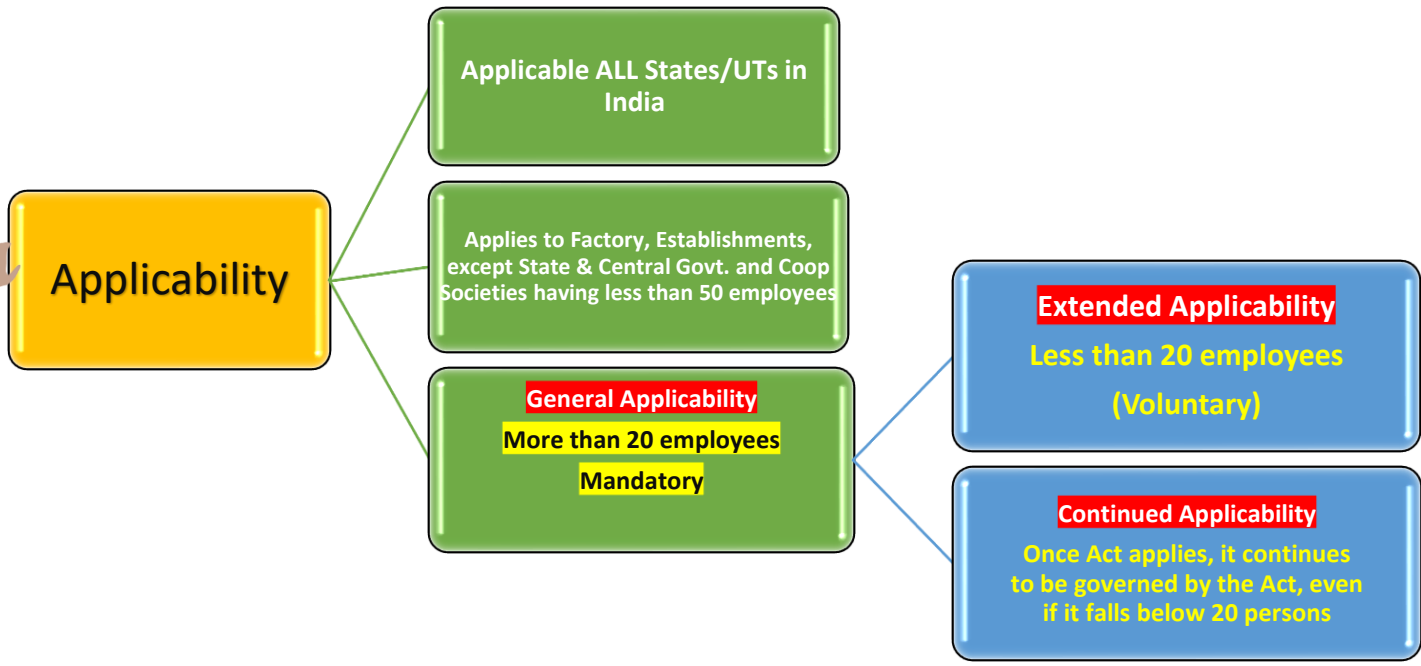 Applicability
Applicable ALL States/UTs in
India
Applies to Factory, Establishments,
except State & Central Govt. and Coop
Societies having less than 50 employees
General Applicability
More than 20 employees
Mandatory
Extended Applicability
Less than 20 employees
(Voluntary)
Continued Applicability
Once Act applies, it continues
to be governed by the Act, even
if it falls below 20 persons